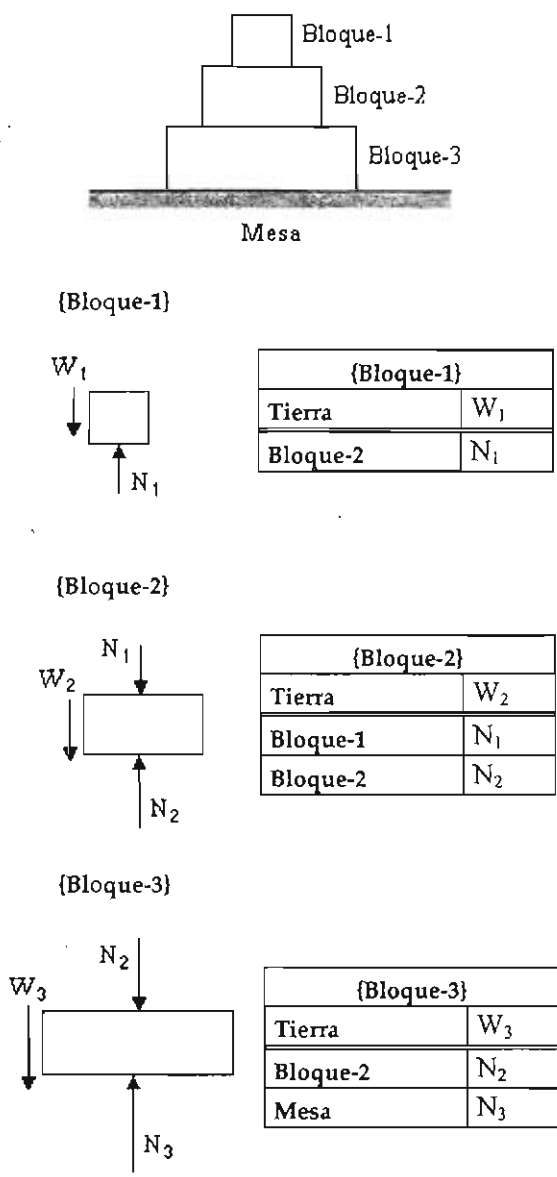 Bloque-1
Bloque-2
Bloque-3
Mesa
{Bloque-1}
W₁
N₁
{Bloque-1}
Tierra W₁
Bloque-2 N₁
{Bloque-2}
N₁
W₂
N₂
{Bloque-2}
Tierra W₂
Bloque-1 N₁
Bloque-2 N₂
{Bloque-3}
N₂
W₃
N₃
{Bloque-3}
Tierra W₃
Bloque-2 N₂
Mesa N₃